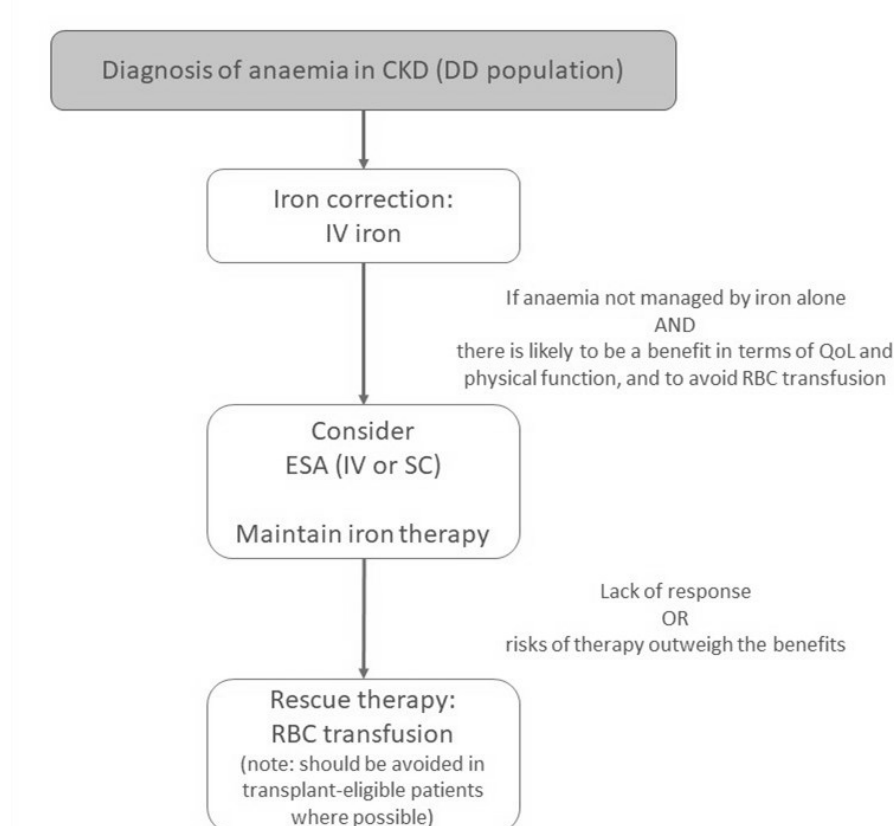 Diagnosis of anaemia in CKD (DD population)
Iron correction:
IV iron
If anaemia not managed by iron alone
AND
there is likely to be a benefit in terms of QoL and
physical function, and to avoid RBC transfusion
Consider
ESA (IV or SC)
Maintain iron therapy
Lack of response
OR
risks of therapy outweigh the benefits
Rescue therapy:
RBC transfusion
(note: should be avoided in
transplant-eligible patients
where possible)